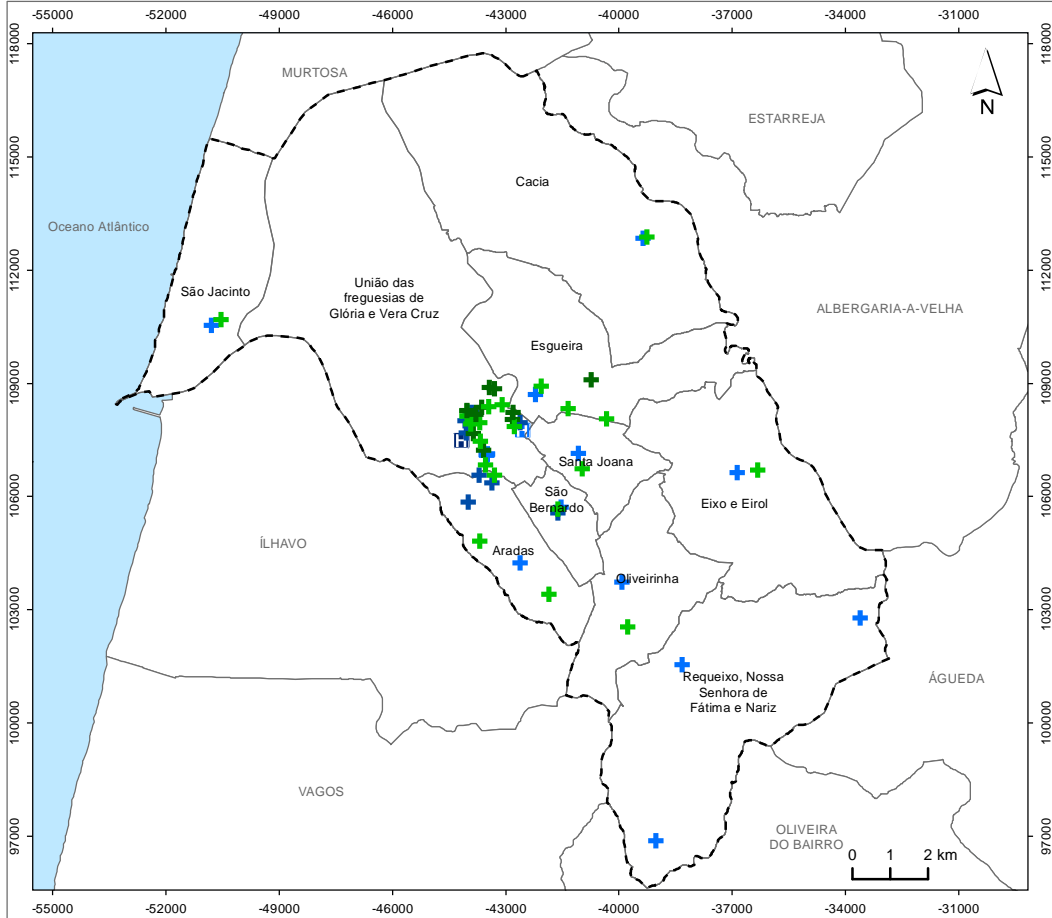 -55000 -52000 -49000 -46000 -43000 -40000 -37000 -34000 -31000
118000 118000
MURTOSA
N
ESTARREJA
115000 115000
Cacia
Oceano Atlântico
112000 112000
São Jacinto
União das
freguesias de
Glória e Vera Cruz
ALBERGARIA-A-VELHA
Esgueira
109000 109000
H
Santa Joana
106000 106000
São
Bernardo
Eixo e Eirol
ÍLHAVO
Aradas
Oliveirinha
103000 103000
Requeixo, Nossa
Senhora de
Fátima e Nariz
ÁGUEDA
100000 100000
VAGOS
OLIVEIRA
DO BAIRRO
97000 97000
0 1 2 km
-55000 -52000 -49000 -46000 -43000 -40000 -37000 -34000 -31000